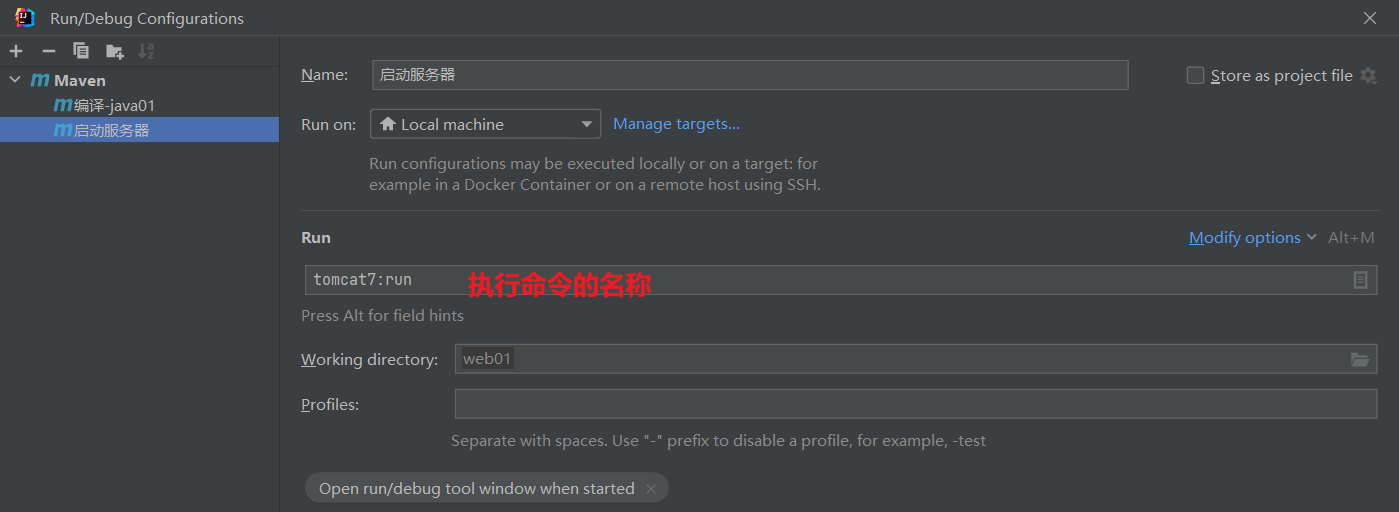 Run/Debug Configurations
Maven
编译-java01
启动服务器
Name: 启动服务器 Store as project file
Run on: Local machine Manage targets...
Run configurations may be executed locally or on a target: for
example in a Docker Container or on a remote host using SSH.
Run Modify options Alt+M
tomcat7:run 执行命令的名称
Press Alt for field hints
Working directory: web01
Profiles:
Separate with spaces. Use "-" prefix to disable a profile, for example, -test
Open run/debug tool window when started